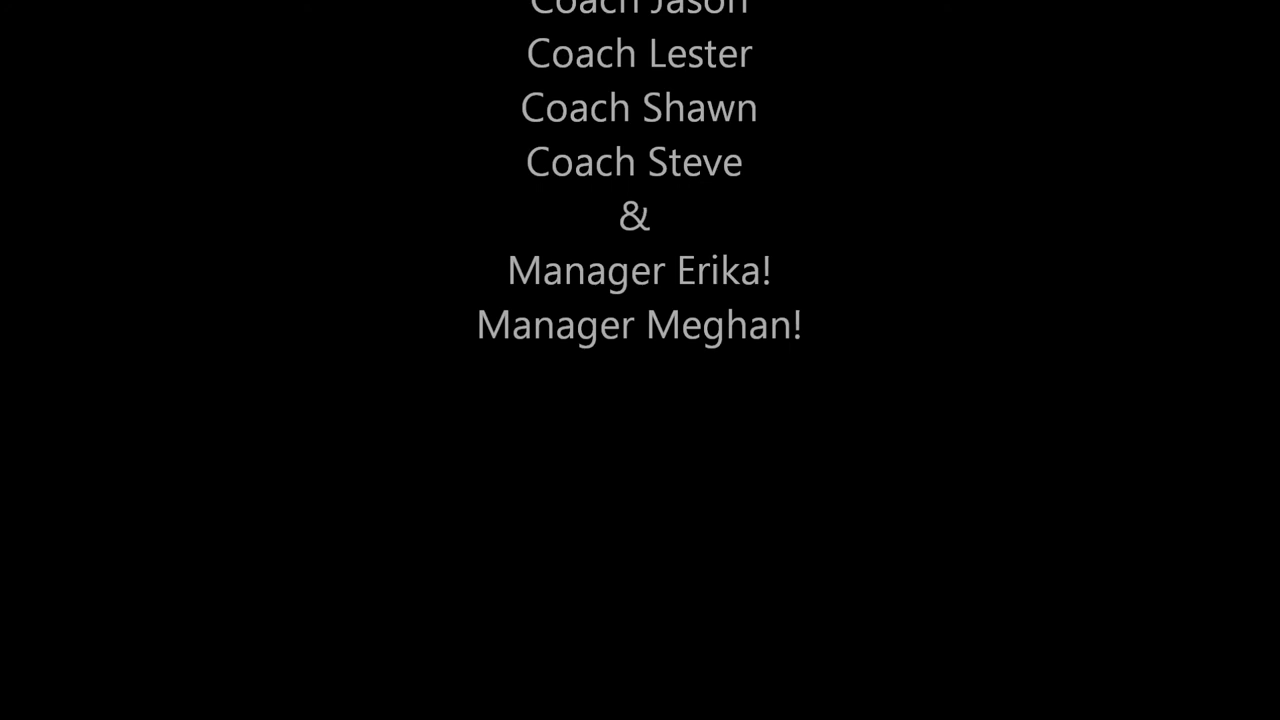 Coach Jason
Coach Lester
Coach Shawn
Coach Steve
&
Manager Erika!
Manager Meghan!